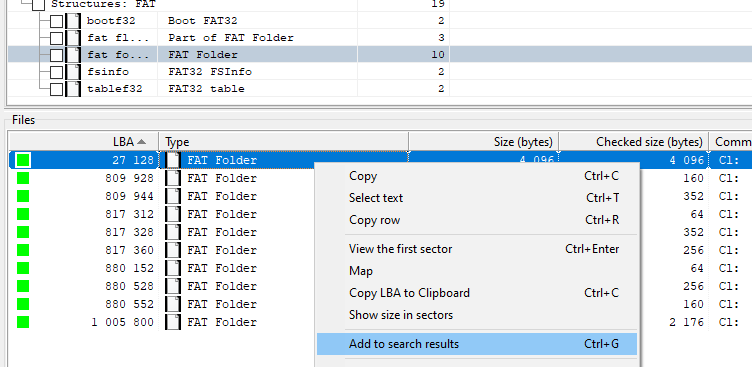 Structures: FAT 19
bootf32 Boot FAT32 2
fat fl... Part of FAT Folder 3
fat fo... FAT Folder 10
fsinfo FAT32 FSInfo 2
tablef32 FAT32 table 2
Files
LBA Type Size (bytes) Checked size (bytes) Comm
27 128 FAT Folder 4 096 4 096 Cl:
809 928 FAT Folder 160 Cl:
809 944 FAT Folder 352 Cl:
817 312 FAT Folder 64 Cl:
817 328 FAT Folder 352 Cl:
817 360 FAT Folder 256 Cl:
880 152 FAT Folder 64 Cl:
880 528 FAT Folder 256 Cl:
880 552 FAT Folder 160 Cl:
1 005 800 FAT Folder 2 176 Cl:
Copy Ctrl+C
Select text Ctrl+T
Copy row Ctrl+R
View the first sector Ctrl+Enter
Map
Copy LBA to Clipboard Ctrl+C
Show size in sectors
Add to search results Ctrl+G